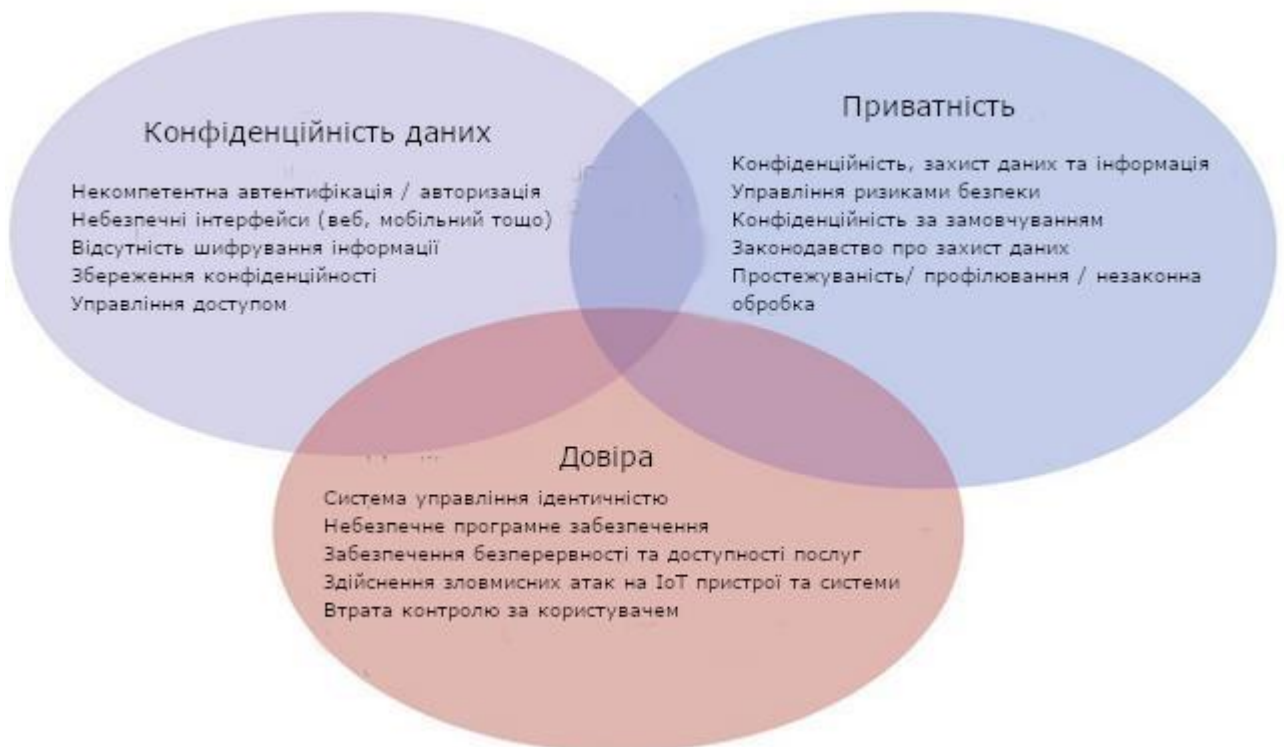 Конфіденційність даних
Некомпетентна автентифікація / авторизація
Небезпечні інтерфейси (веб, мобільний тощо)
Відсутність шифрування інформації
Збереження конфіденційності
Управління доступом
Приватність
Конфіденційність, захист даних та інформація
Управління ризиками безпеки
Конфіденційність за замовчуванням
Законодавство про захист даних
Простежуваність/ профілювання / незаконна
обробка
Довіра
Система управління ідентичністю
Небезпечне програмне забезпечення
Забезпечення безперервності та доступності послуг
Здійснення зловмисних атак на IoT пристрої та системи
Втрата контролю за користувачем